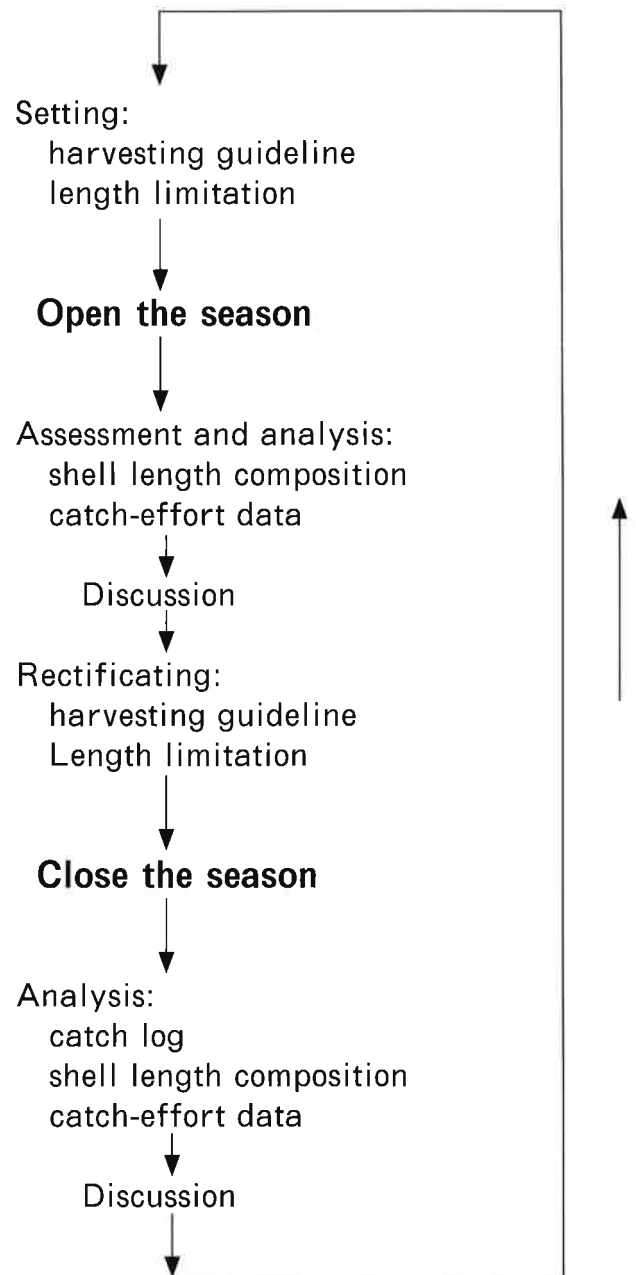 Setting:
harvesting guideline
length limitation
Open the season
Assessment and analysis:
shell length composition
catch-effort data
Discussion
Rectificating:
harvesting guideline
Length limitation
Close the season
Analysis:
catch log
shell length composition
catch-effort data
Discussion